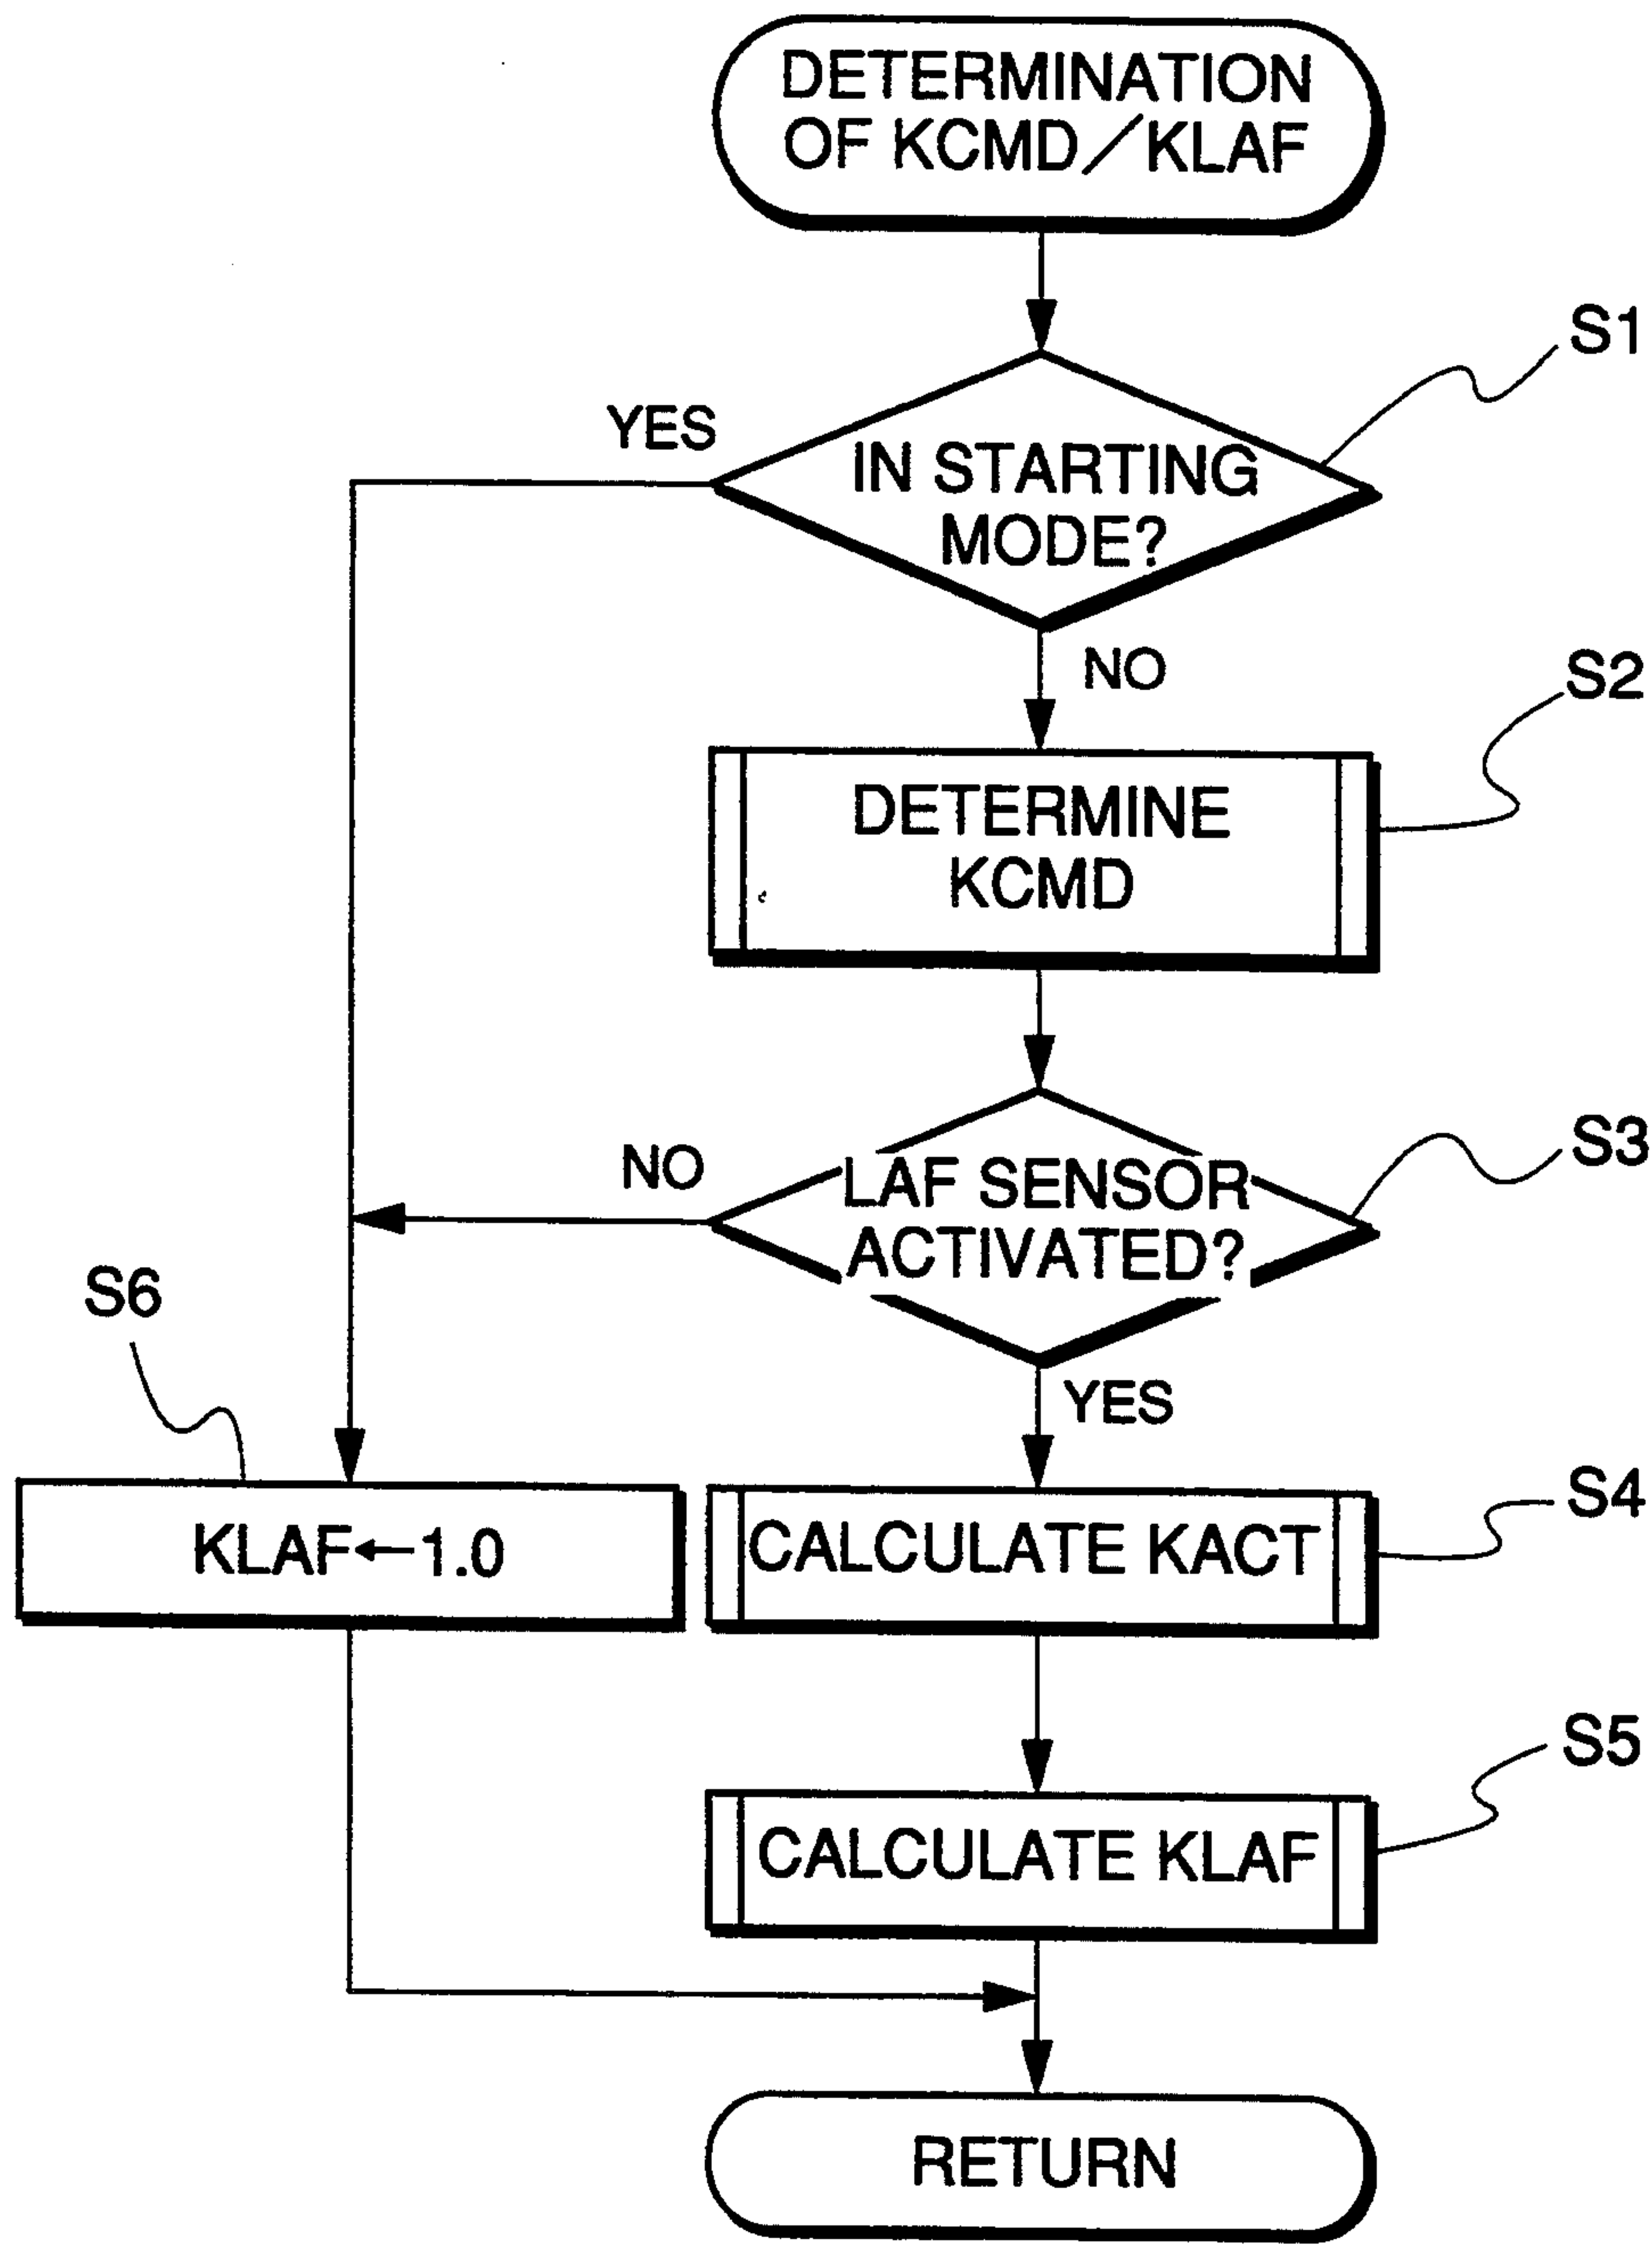 DETERMINATION
OF KCMD/KLAF
S1
YES
IN STARTING
MODE?
NO
S2
DETERMINE
KCMD
S3
NO
LAF SENSOR
ACTIVATED?
S6
YES
S4
KLAF←1.0
CALCULATE KACT
S5
CALCULATE KLAF
RETURN